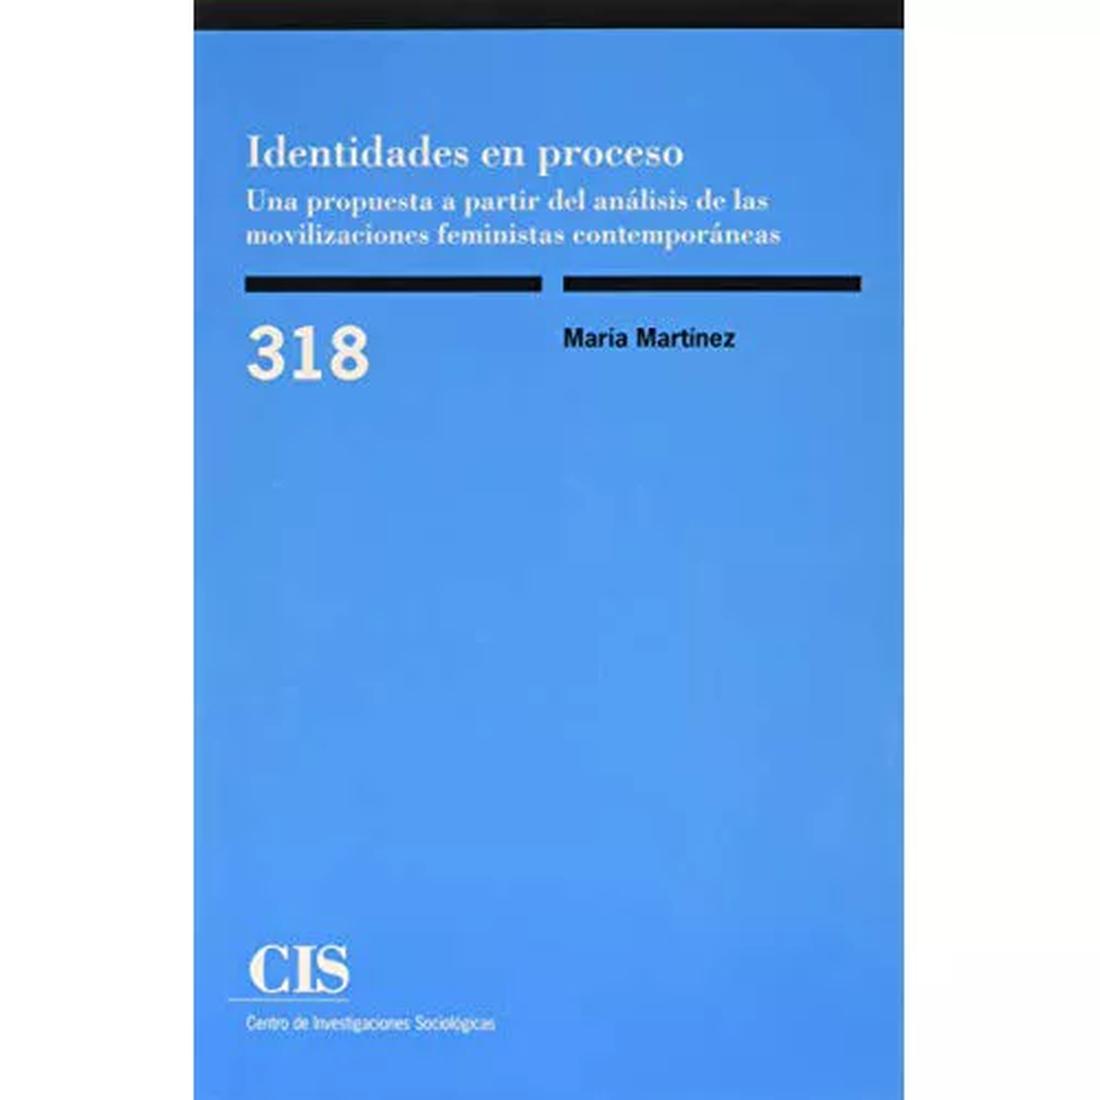 Identidades en proceso
Una propuesta a partir del análisis de las
movilizaciones feministas contemporáneas
318
María Martínez
CIS
Centro de Investigaciones Sociológicas